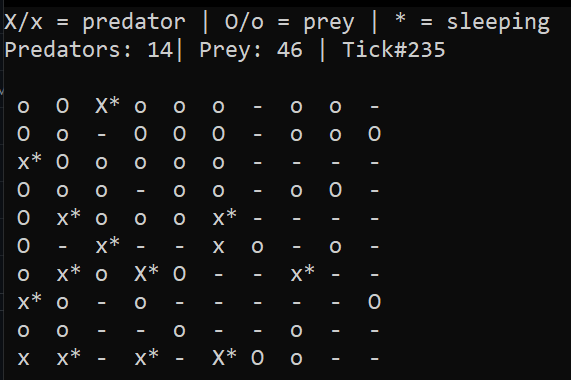 X/x = predator | O/o = prey | * = sleeping
Predators: 14| Prey: 46 | Tick#235
o O X* o o o - o o -
O o - O O O - o o O
x* O o o o o - - - -
O o o - o o - o O -
O x* o o o x* - - - -
O - x* - - x o - o -
o x* o X* O - - x* - -
x* o - o - - - - - O
o o - - o - - o - -
x x* - x* - X* O o - -